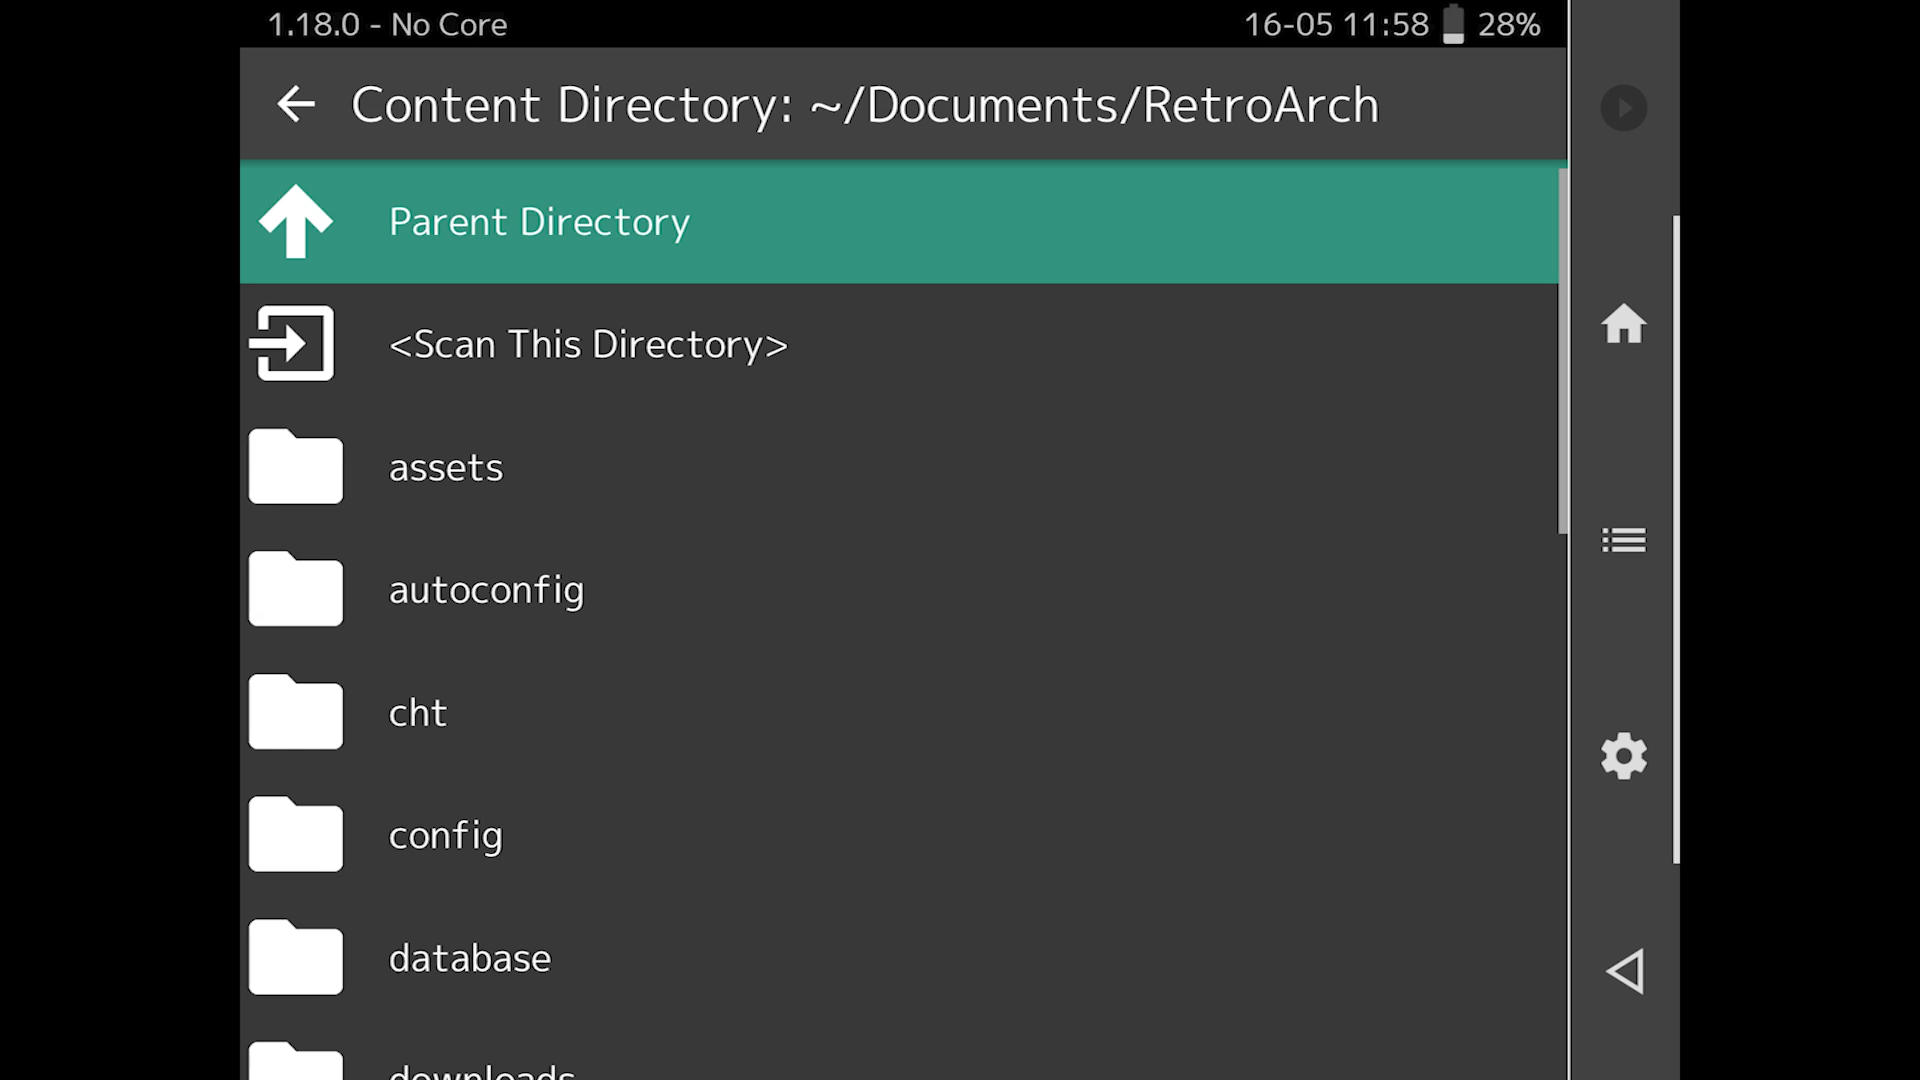 1.18.0 - No Core
16-05 11:58 28%
Content Directory: ~/Documents/RetroArch
Parent Directory
<Scan This Directory>
assets
autoconfig
cht
config
database
downloads